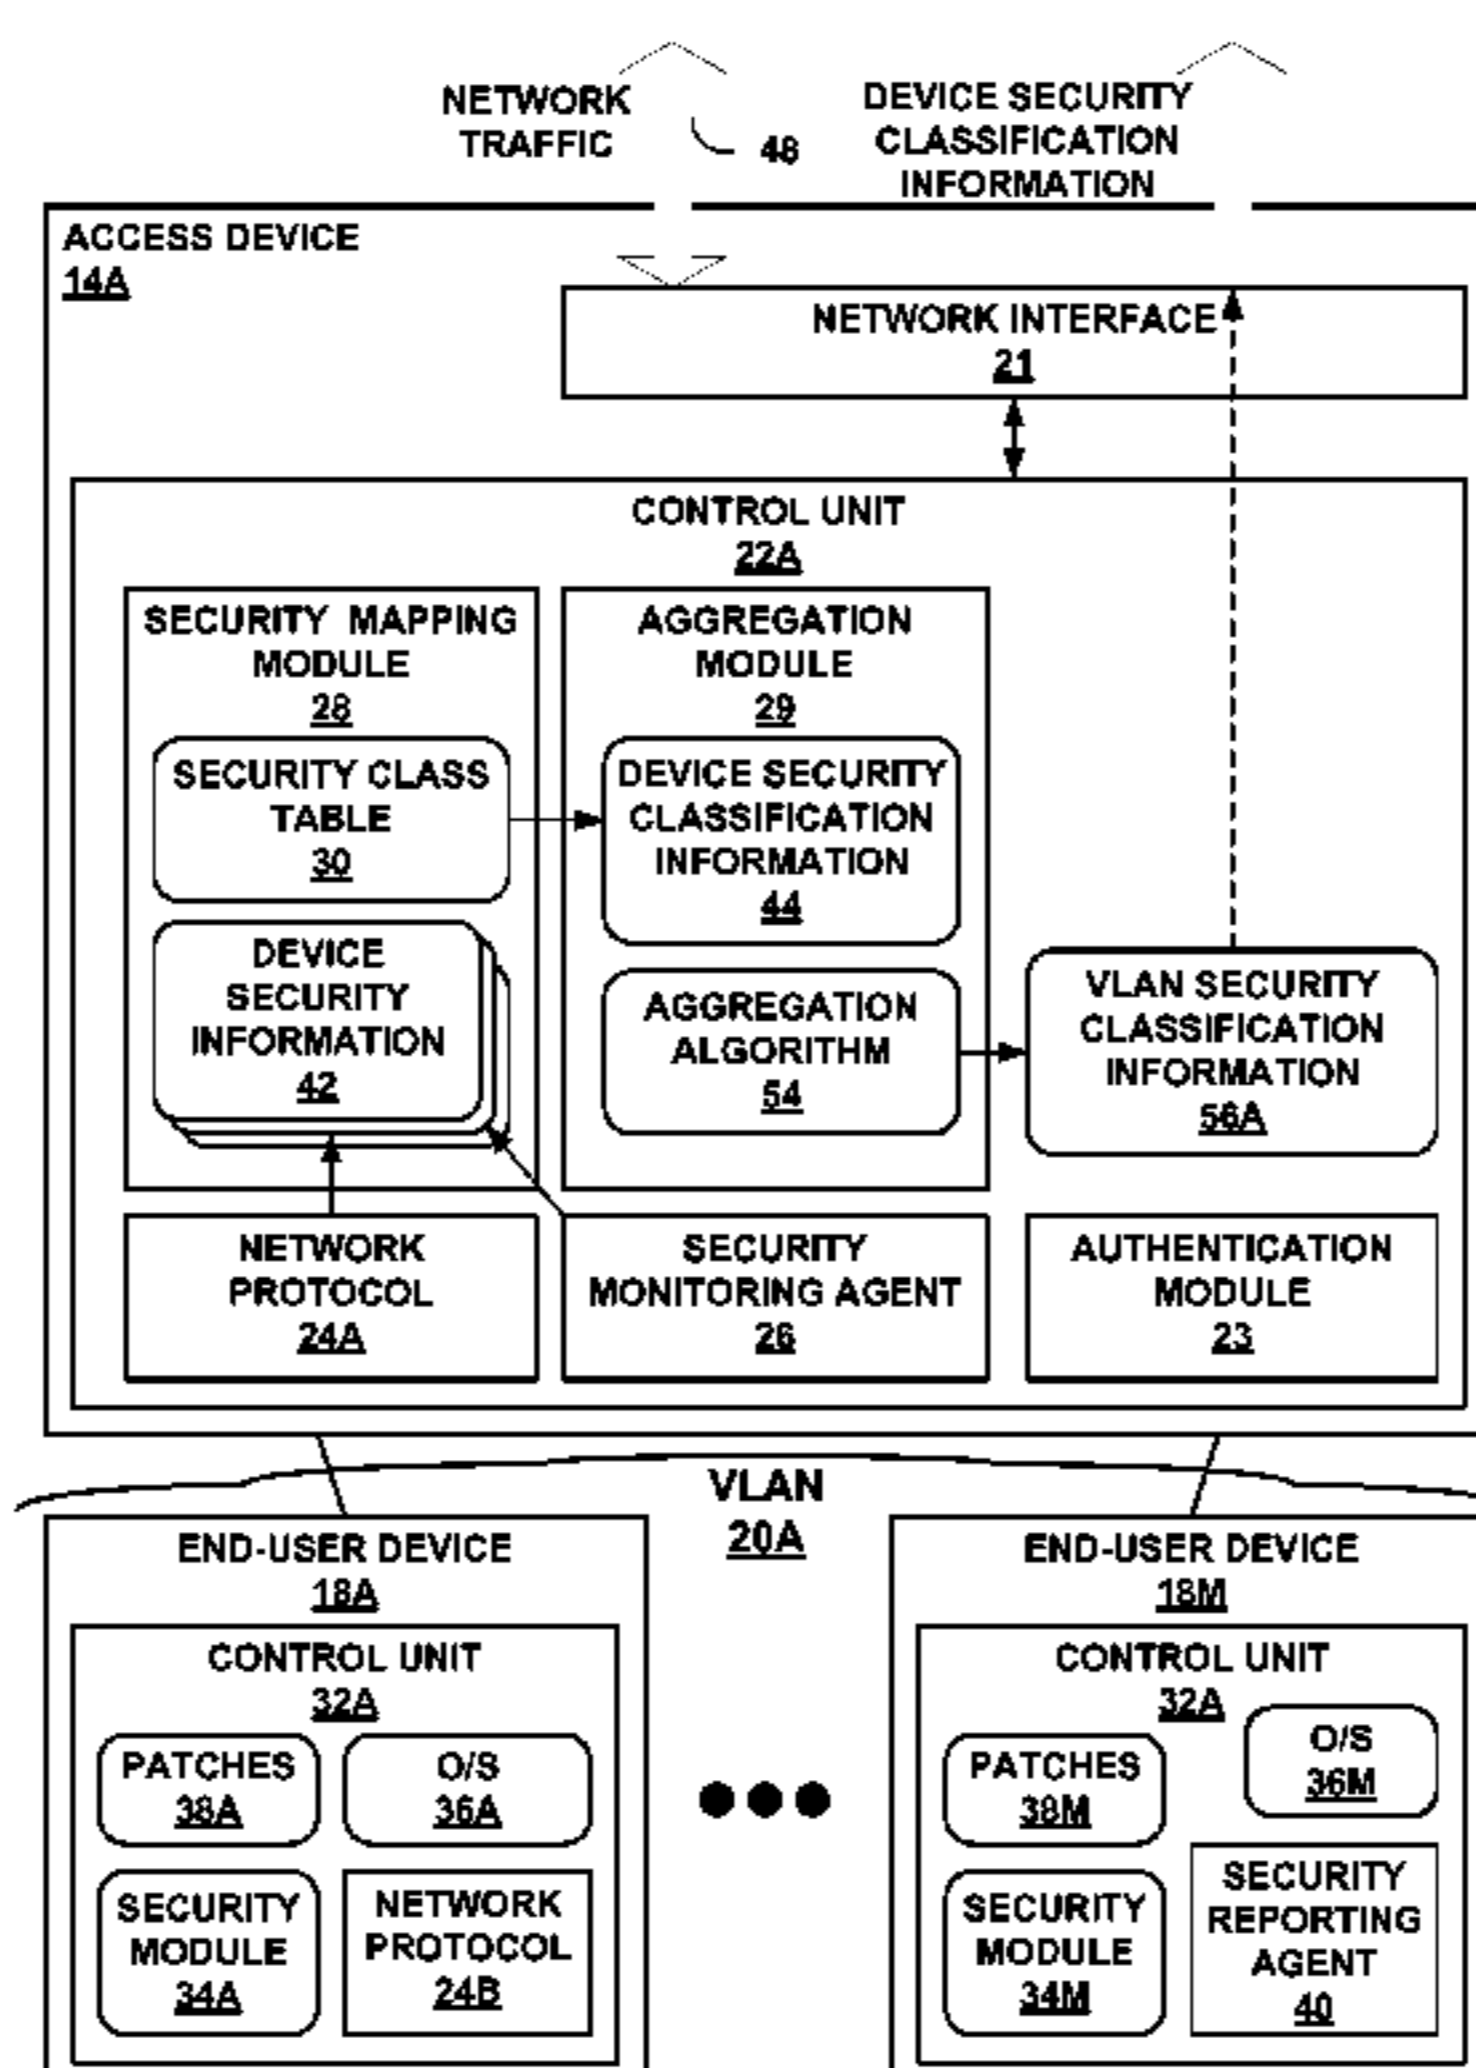 NETWORK
TRAFFIC
48
DEVICE SECURITY
CLASSIFICATION
INFORMATION
ACCESS DEVICE
14A
NETWORK INTERFACE
21
CONTROL UNIT
22A
SECURITY MAPPING
MODULE
28
SECURITY CLASS
TABLE
30
DEVICE
SECURITY
INFORMATION
42
AGGREGATION
MODULE
29
DEVICE SECURITY
CLASSIFICATION
INFORMATION
44
AGGREGATION
ALGORITHM
54
VLAN SECURITY
CLASSIFICATION
INFORMATION
56A
NETWORK
PROTOCOL
24A
SECURITY
MONITORING AGENT
26
AUTHENTICATION
MODULE
23
VLAN
20A
END-USER DEVICE
18A
CONTROL UNIT
32A
PATCHES
38A
O/S
36A
SECURITY
MODULE
34A
NETWORK
PROTOCOL
24B
END-USER DEVICE
18M
CONTROL UNIT
32A
PATCHES
38M
O/S
36M
SECURITY
MODULE
34M
SECURITY
REPORTING
AGENT
40